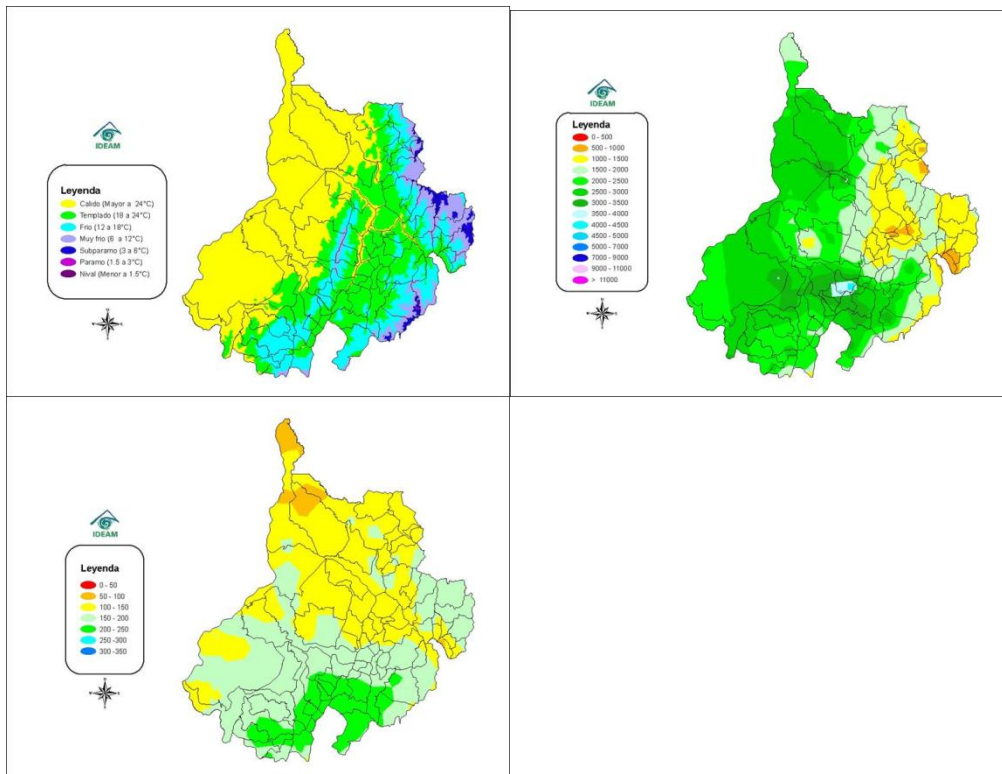 IDEAM
Leyenda
Calido (Mayor a 24°C)
Templado (18 a 24°C)
Frio (12 a 18°C)
Muy frio (6 a 12°C)
Subparamo (3 a 6°C)
Paramo (1.5 a 3°C)
Nival (Menor a 1.5°C)
IDEAM
Leyenda
0 - 500
500 - 1000
1000 - 1500
1500 - 2000
2000 - 2500
2500 - 3000
3000 - 3500
3500 - 4000
4000 - 4500
4500 - 5000
5000 - 7000
7000 - 9000
9000 - 11000
> 11000
IDEAM
Leyenda
0 - 50
50 - 100
100 - 150
150 - 200
200 - 250
250 -300
300 -350